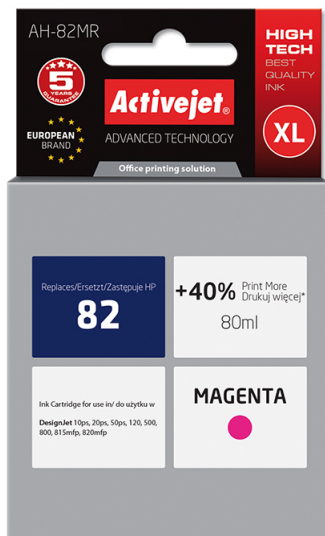 AH-82MR
HIGH
TECH
BEST
QUALITY
INK
5
YEARS
GUARANTEE
Activejet®
XL
EUROPEAN
BRAND
ADVANCED TECHNOLOGY
Office printing solution
Replaces/Ersetzt/Zastępuje HP
82
+40% Print More
Drukuj więcej*
80ml
Ink Cartridge for use in/ do użytku w
DesignJet 10ps, 20ps, 50ps, 120, 500,
800, 815mfp, 820mfp
MAGENTA